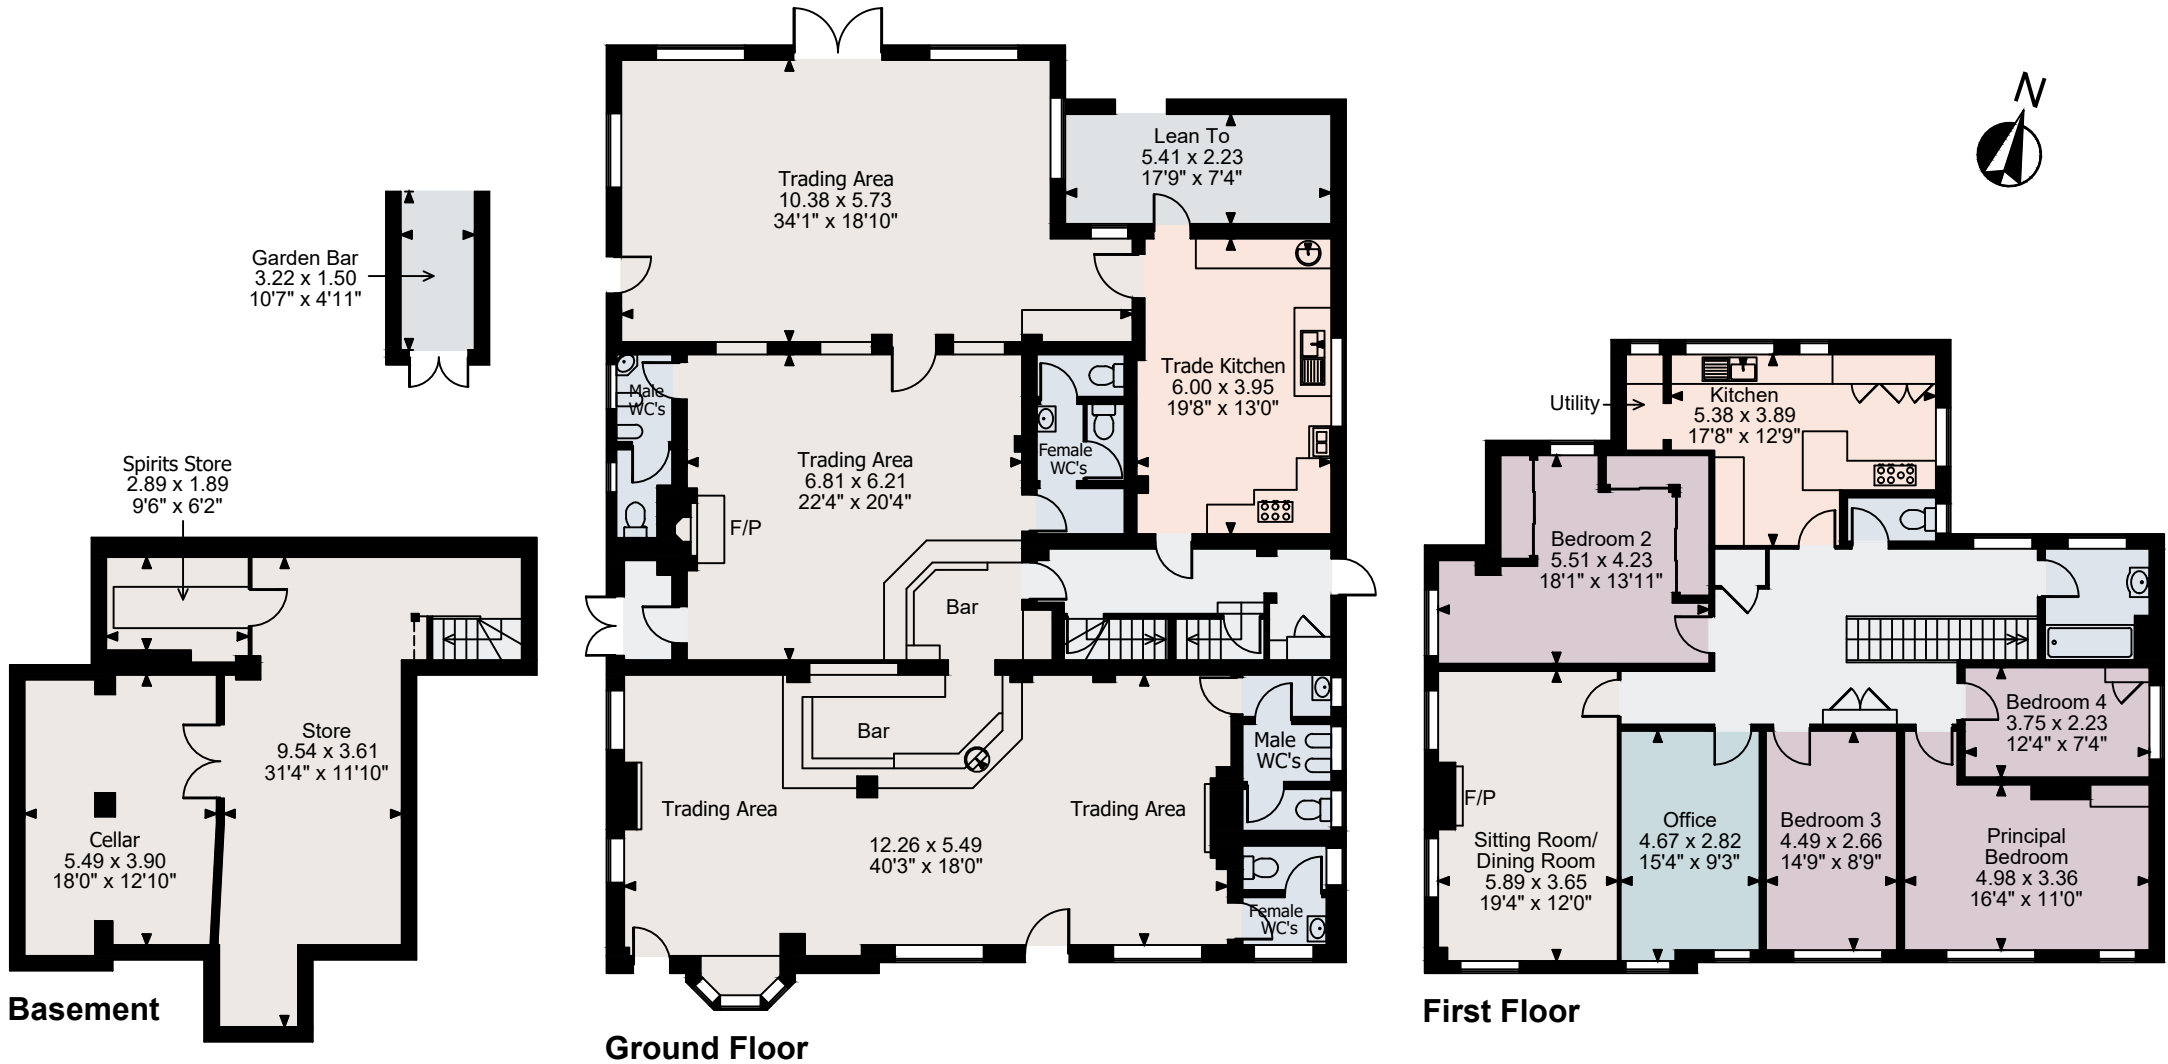 N
Garden Bar
3.22 x 1.50
10'7" x 4'11"
Spirits Store
2.89 x 1.89
9'6" x 6'2"
Store
9.54 x 3.61
31'4" x 11'10"
Cellar
5.49 x 3.90
18'0" x 12'10"
Basement
Trading Area
10.38 x 5.73
34'1" x 18'10"
Lean To
5.41 x 2.23
17'9" x 7'4"
Trade Kitchen
6.00 x 3.95
19'8" x 13'0"
Male
WC's
Trading Area
6.81 x 6.21
22'4" x 20'4"
F/P
Female
WC's
Bar
Bar
Trading Area
Trading Area
12.26 x 5.49
40'3" x 18'0"
Male
WC's
Female
WC's
Ground Floor
Utility
Kitchen
5.38 x 3.89
17'8" x 12'9"
Bedroom 2
5.51 x 4.23
18'1" x 13'11"
Bedroom 4
3.75 x 2.23
12'4" x 7'4"
F/P
Sitting Room/
Dining Room
5.89 x 3.65
19'4" x 12'0"
Office
4.67 x 2.82
15'4" x 9'3"
Bedroom 3
4.49 x 2.66
14'9" x 8'9"
Principal
Bedroom
4.98 x 3.36
16'4" x 11'0"
First Floor